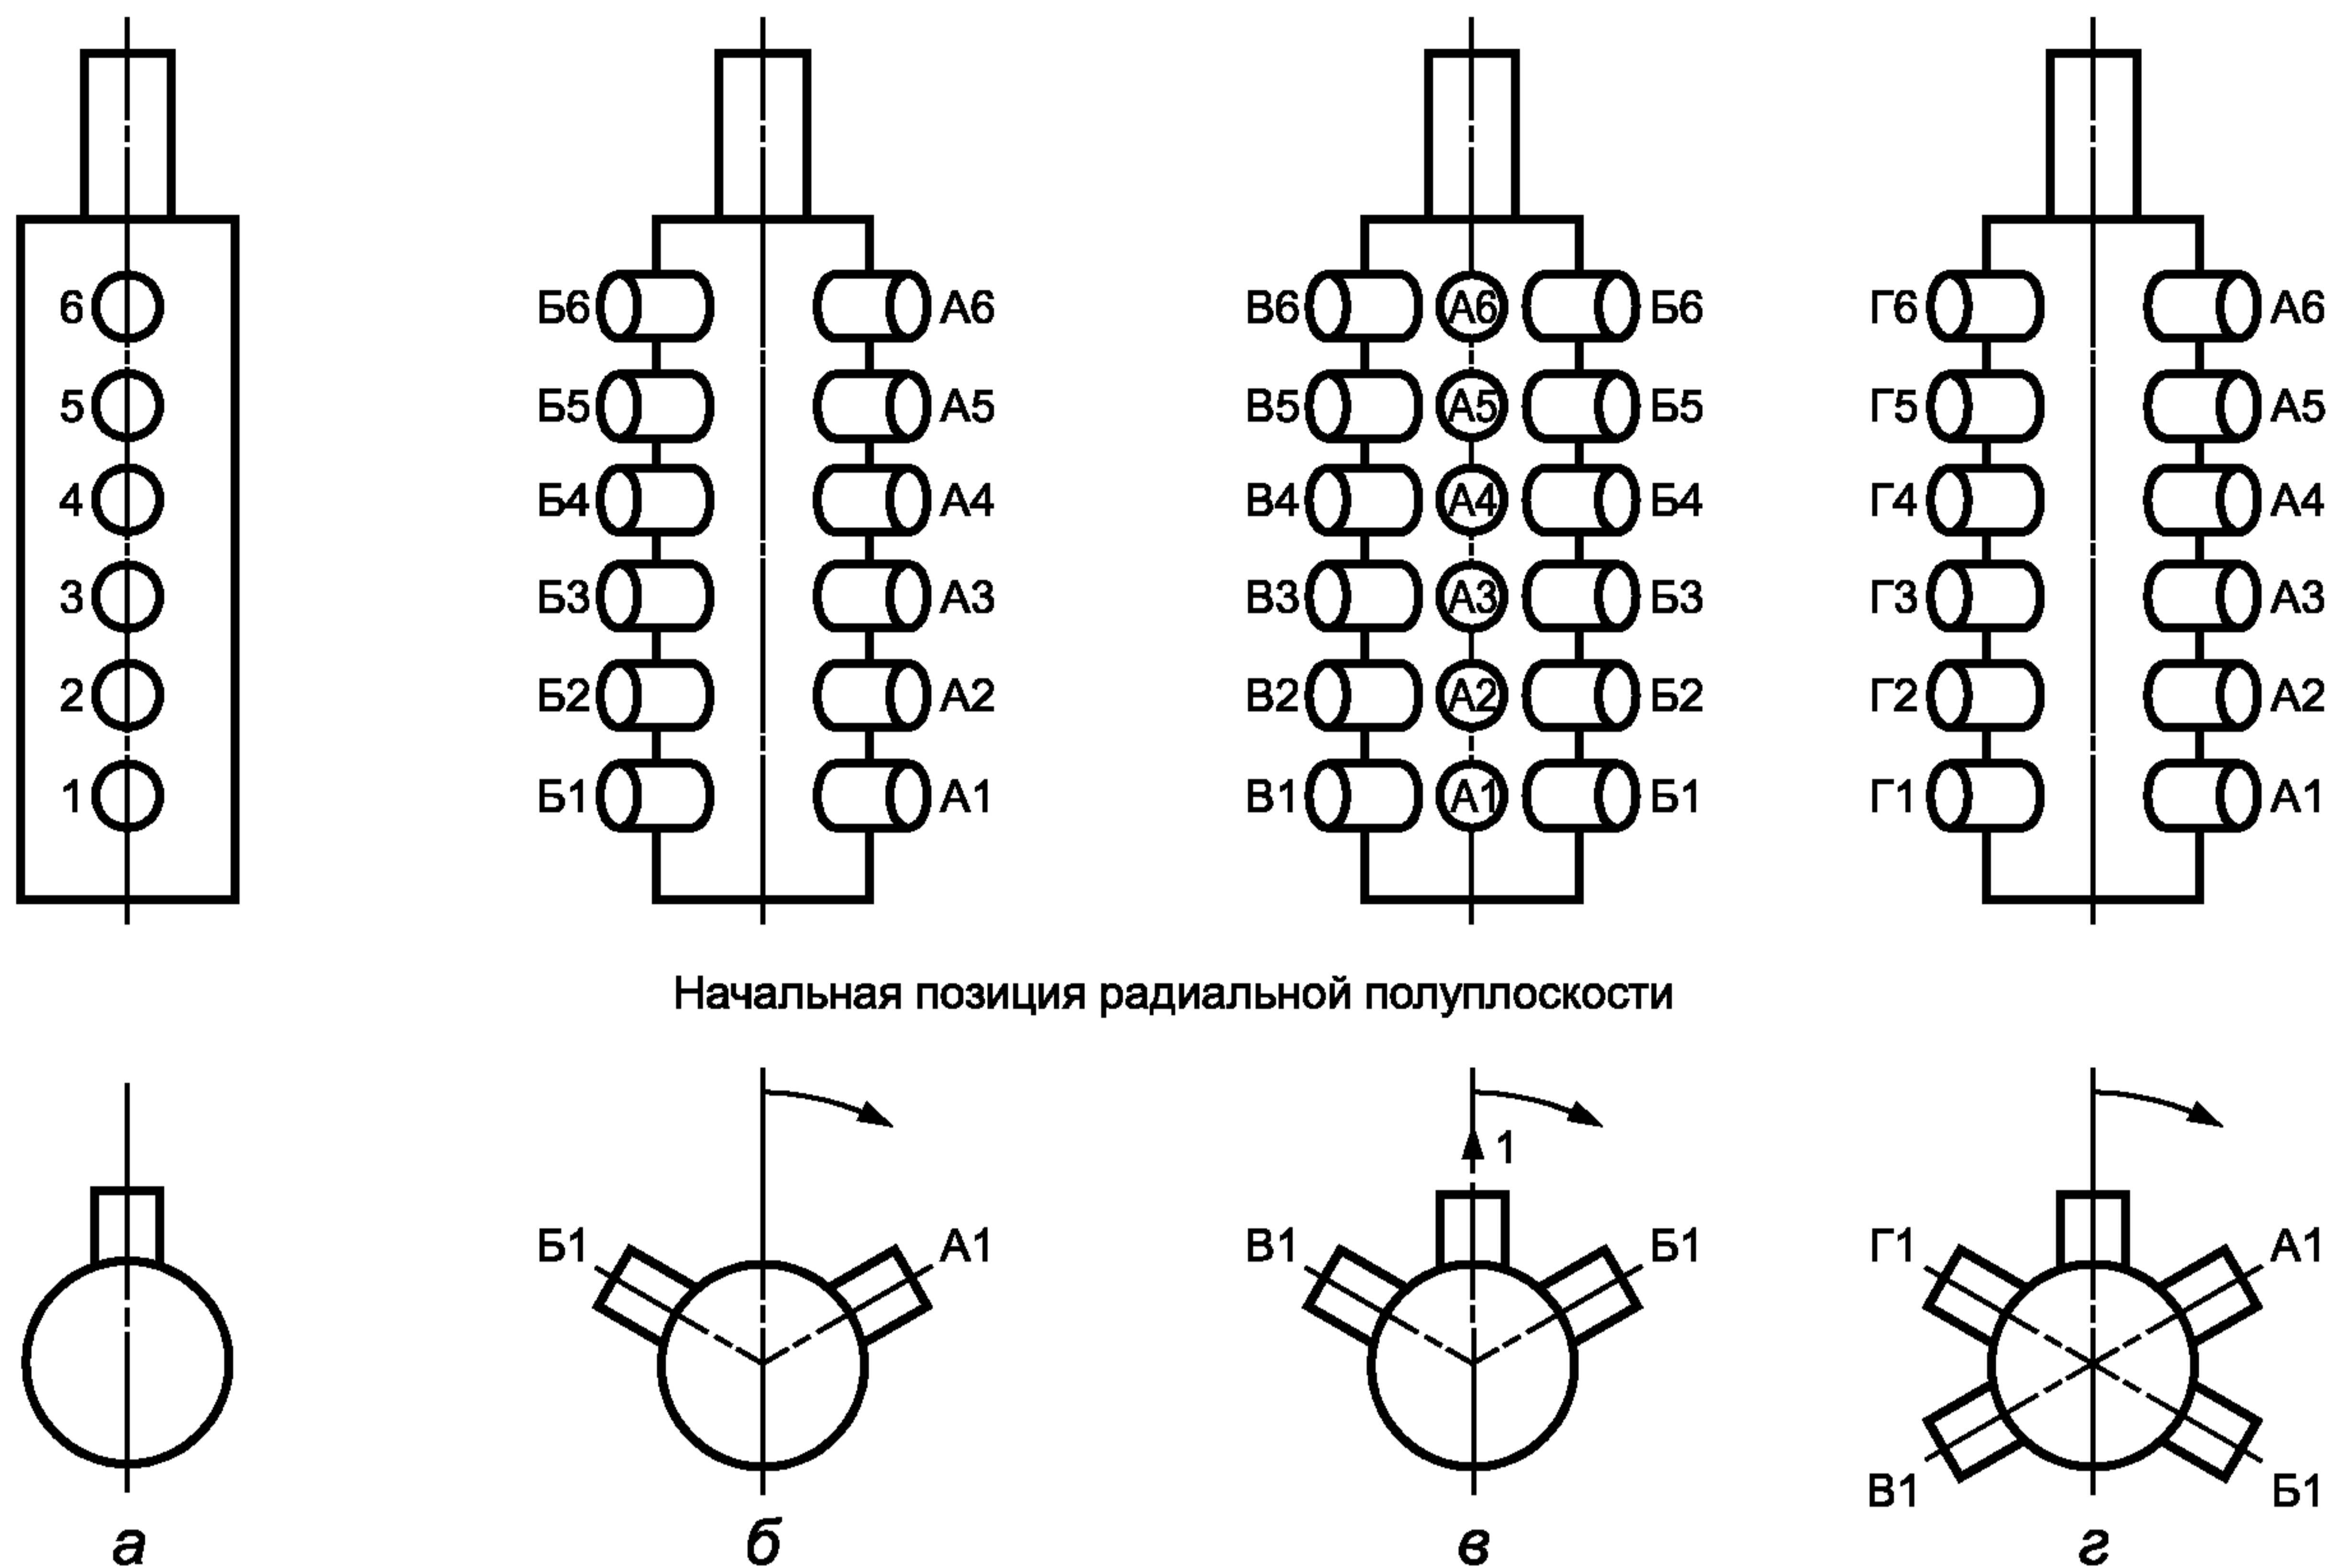 6 Б6 А6 В6 А6 Б6 Г6 А6
5 Б5 А5 В5 А5 Б5 Г5 А5
4 Б4 А4 В4 А4 Б4 Г4 А4
3 Б3 А3 В3 А3 Б3 Г3 А3
2 Б2 А2 В2 А2 Б2 Г2 А2
1 Б1 А1 В1 А1 Б1 Г1 А1
Начальная позиция радиальной полуплоскости
1
Б1 А1 В1 Б1 Г1 А1
В1 Б1
а б в г